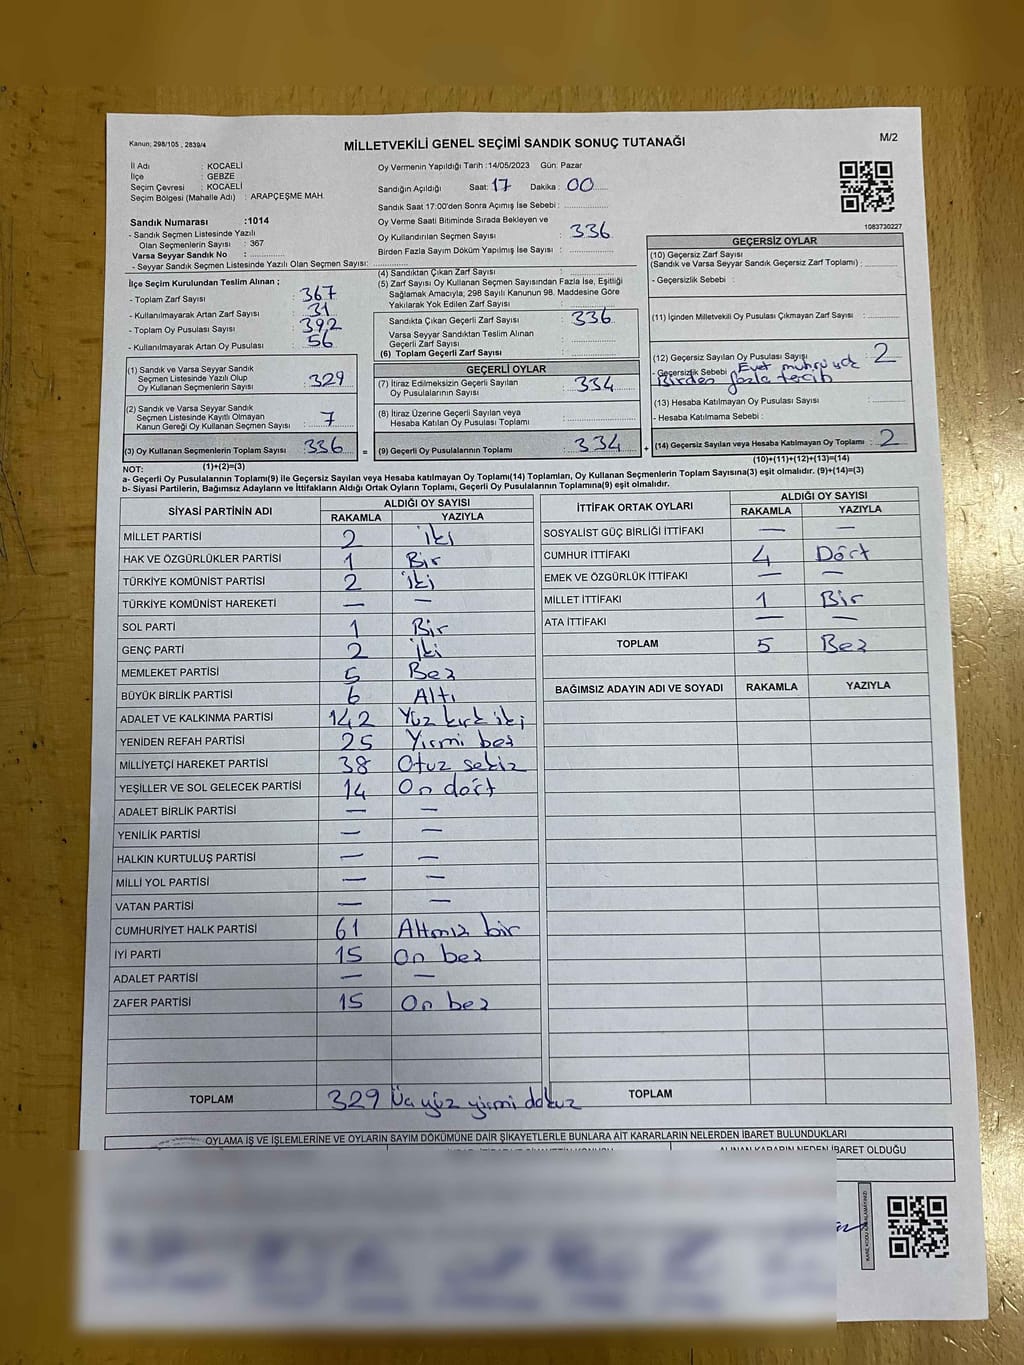 Kanun; 298/105 , 2839/4
MİLLETVEKİLİ GENEL SEÇİMİ SANDIK SONUÇ TUTANAĞI
M/2
İl Adı : KOCAELİ
İlçe : GEBZE
Seçim Çevresi : KOCAELİ
Seçim Bölgesi (Mahalle Adı) : ARAPÇEŞME MAH.
Sandık Numarası :1014
- Sandık Seçmen Listesinde Yazılı
Olan Seçmenlerin Sayısı : 367
Varsa Seyyar Sandık No :
- Seyyar Sandık Seçmen Listesinde Yazılı Olan Seçmen Sayısı:
Oy Vermenin Yapıldığı Tarih :14/05/2023 Gün: Pazar
Sandığın Açıldığı Saat: 17 Dakika : 00
Sandık Saat 17:00'den Sonra Açımış İse Sebebi :
Oy Verme Saati Bitiminde Sırada Bekleyen ve
Oy Kullandırılan Seçmen Sayısı : 336
Birden Fazla Sayım Döküm Yapılmış İse Sayısı :
1083730227
İlçe Seçim Kurulundan Teslim Alınan ;
- Toplam Zarf Sayısı : 367
- Kullanılmayarak Artan Zarf Sayısı : 31
- Toplam Oy Pusulası Sayısı : 392
- Kullanılmayarak Artan Oy Pusulası : 56
(1) Sandık ve Varsa Seyyar Sandık
Seçmen Listesinde Yazılı Olup
Oy Kullanan Seçmenlerin Sayısı : 329
(2) Sandık ve Varsa Seyyar Sandık
Seçmen Listesinde Kayıtlı Olmayan
Kanun Gereği Oy Kullanan Seçmen Sayısı : 7
(3) Oy Kullanan Seçmenlerin Toplam Sayısı : 336 =
(1)+(2)=(3)
(4) Sandıktan Çıkan Zarf Sayısı :
(5) Zarf Sayısı Oy Kullanan Seçmen Sayısından Fazla İse, Eşitliği
Sağlamak Amacıyla, 298 Sayılı Kanunun 98. Maddesine Göre
Yakılarak Yok Edilen Zarf Sayısı :
Sandıkta Çıkan Geçerli Zarf Sayısı : 336
Varsa Seyyar Sandıktan Teslim Alınan
Geçerli Zarf Sayısı :
(6) Toplam Geçerli Zarf Sayısı :
GEÇERLİ OYLAR
(7) İtiraz Edilmeksizin Geçerli Sayılan
Oy Pusulalarının Sayısı : 334
(8) İtiraz Üzerine Geçerli Sayılan veya
Hesaba Katılan Oy Pusulaları Toplamı :
(9) Geçerli Oy Pusulalarının Toplamı : 334 +
GEÇERSİZ OYLAR
(10) Geçersiz Zarf Sayısı
(Sandık ve Varsa Seyyar Sandık Geçersiz Zarf Toplamı) :
- Geçersizlik Sebebi :
(11) İçinden Milletvekili Oy Pusulası Çıkmayan Zarf Sayısı :
(12) Geçersiz Sayılan Oy Pusulası Sayısı : 2
- Geçersizlik Sebebi : Evet
Birden fazla tercih
(13) Hesaba Katılmayan Oy Pusulası Sayısı :
- Hesaba Katılmama Sebebi :
(14) Geçersiz Sayılan veya Hesaba Katılmayan Oy Toplamı : 2
(10)+(11)+(12)+(13)=(14)
NOT:
a- Geçerli Oy Pusulalarının Toplamı(9) İle Geçersiz Sayılan veya Hesaba katılmayan Oy Toplamı(14) Toplamları, Oy Kullanan Seçmenlerin Toplam Sayısına(3) eşit olmalıdır. (9)+(14)=(3)
b- Siyasi Partilerin, Bağımsız Adayların ve İttifakların Aldığı Ortak Oyların Toplamı, Geçerli Oy Pusulalarının Toplamına(9) eşit olmalıdır.
SİYASİ PARTİNİN ADI ALDIĞI OY SAYISI
RAKAMLA YAZIYLA
MİLLET PARTİSİ 2 iki
HAK VE ÖZGÜRLÜKLER PARTİSİ 1 Bir
TÜRKİYE KOMÜNİST PARTİSİ 2 iki
TÜRKİYE KOMÜNİST HAREKETİ — —
SOL PARTİ 1 Bir
GENÇ PARTİ 2 iki
MEMLEKET PARTİSİ 5 Beş
BÜYÜK BİRLİK PARTİSİ 6 Altı
ADALET VE KALKINMA PARTİSİ 142 Yüz kırk iki
YENİDEN REFAH PARTİSİ 25 Yirmi beş
MİLLİYETÇİ HAREKET PARTİSİ 38 Otuz sekiz
YEŞİLLER VE SOL GELECEK PARTİSİ 14 On dört
ADALET BİRLİK PARTİSİ — —
YENİLİK PARTİSİ — —
HALKIN KURTULUŞ PARTİSİ — —
MİLLİ YOL PARTİSİ — —
VATAN PARTİSİ — —
CUMHURİYET HALK PARTİSİ 61 Altmış bir
İYİ PARTİ 15 On beş
ADALET PARTİSİ — —
ZAFER PARTİSİ 15 On beş
TOPLAM 329 Üç yüz yirmi dokuz
İTTİFAK ORTAK OYLARI ALDIĞI OY SAYISI
RAKAMLA YAZIYLA
SOSYALİST GÜÇ BİRLİĞİ İTTİFAKI — —
CUMHUR İTTİFAKI 4 Dört
EMEK VE ÖZGÜRLÜK İTTİFAKI — —
MİLLET İTTİFAKI 1 Bir
ATA İTTİFAKI — —
TOPLAM 5 Beş
BAĞIMSIZ ADAYIN ADI VE SOYADI RAKAMLA YAZIYLA
TOPLAM
OYLAMA İŞ VE İŞLEMLERİNE VE OYLARIN SAYIM DÖKÜMÜNE DAİR ŞİKAYETLERLE BUNLARA AİT KARARLARIN NELERDEN İBARET BULUNDUKLARI
ALINAN KARARIN NEDEN İBARET OLDUĞU